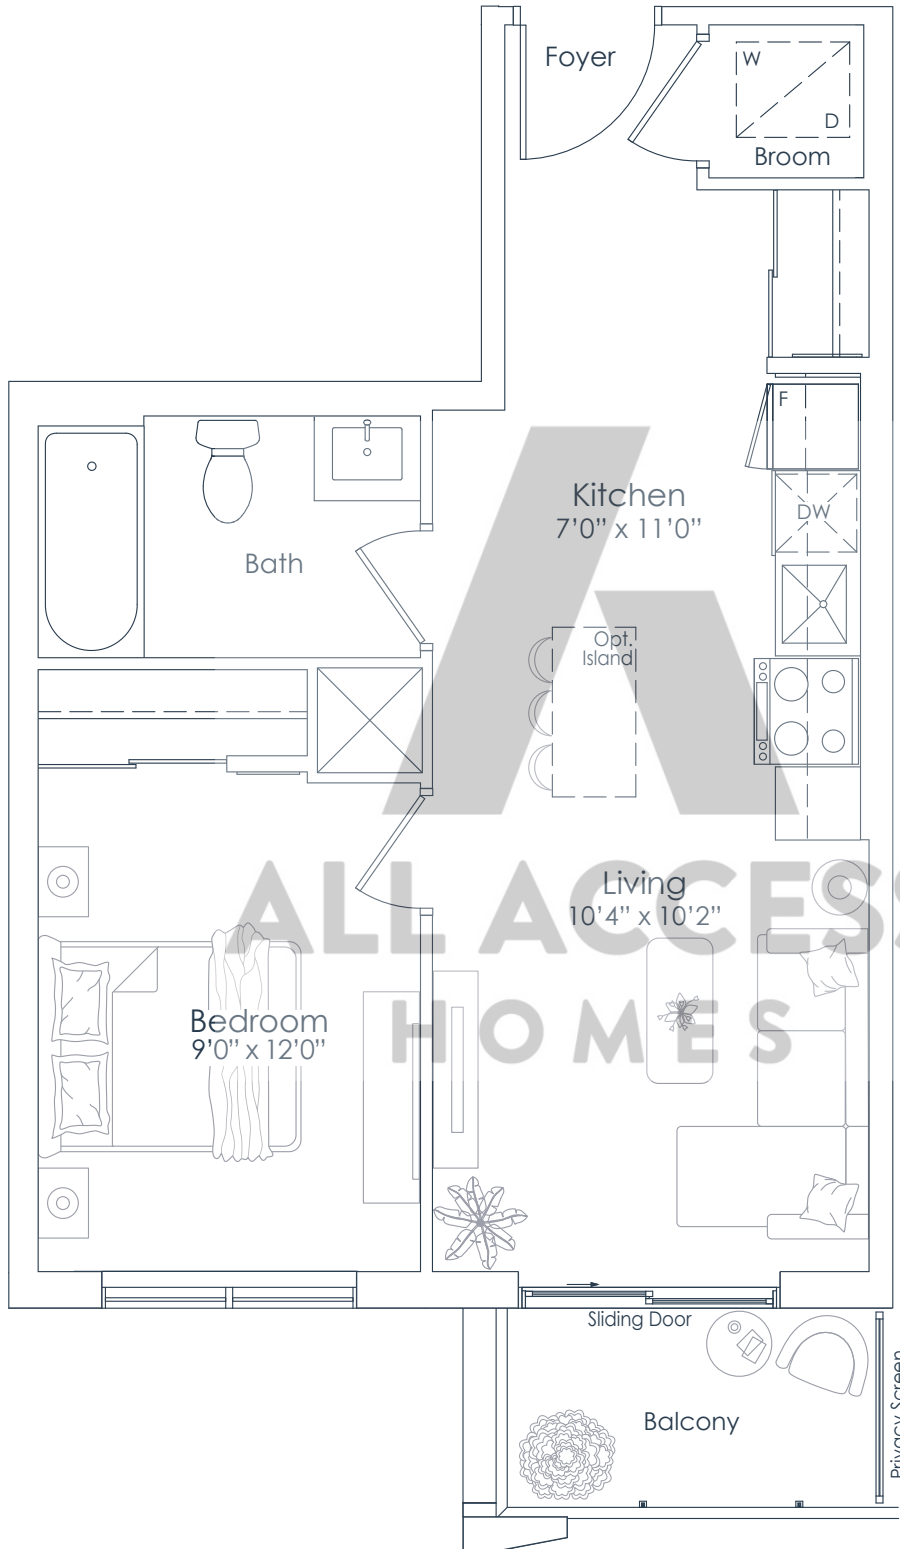 Foyer
W
D
Broom
F
Kitchen
7'0" x 11'0"
DW
Bath
Opt.
Island
Living
10'4" x 10'2"
ALL ACCESS
HOMES
Bedroom
9'0" x 12'0"
Sliding Door
Balcony
Privacy Screen